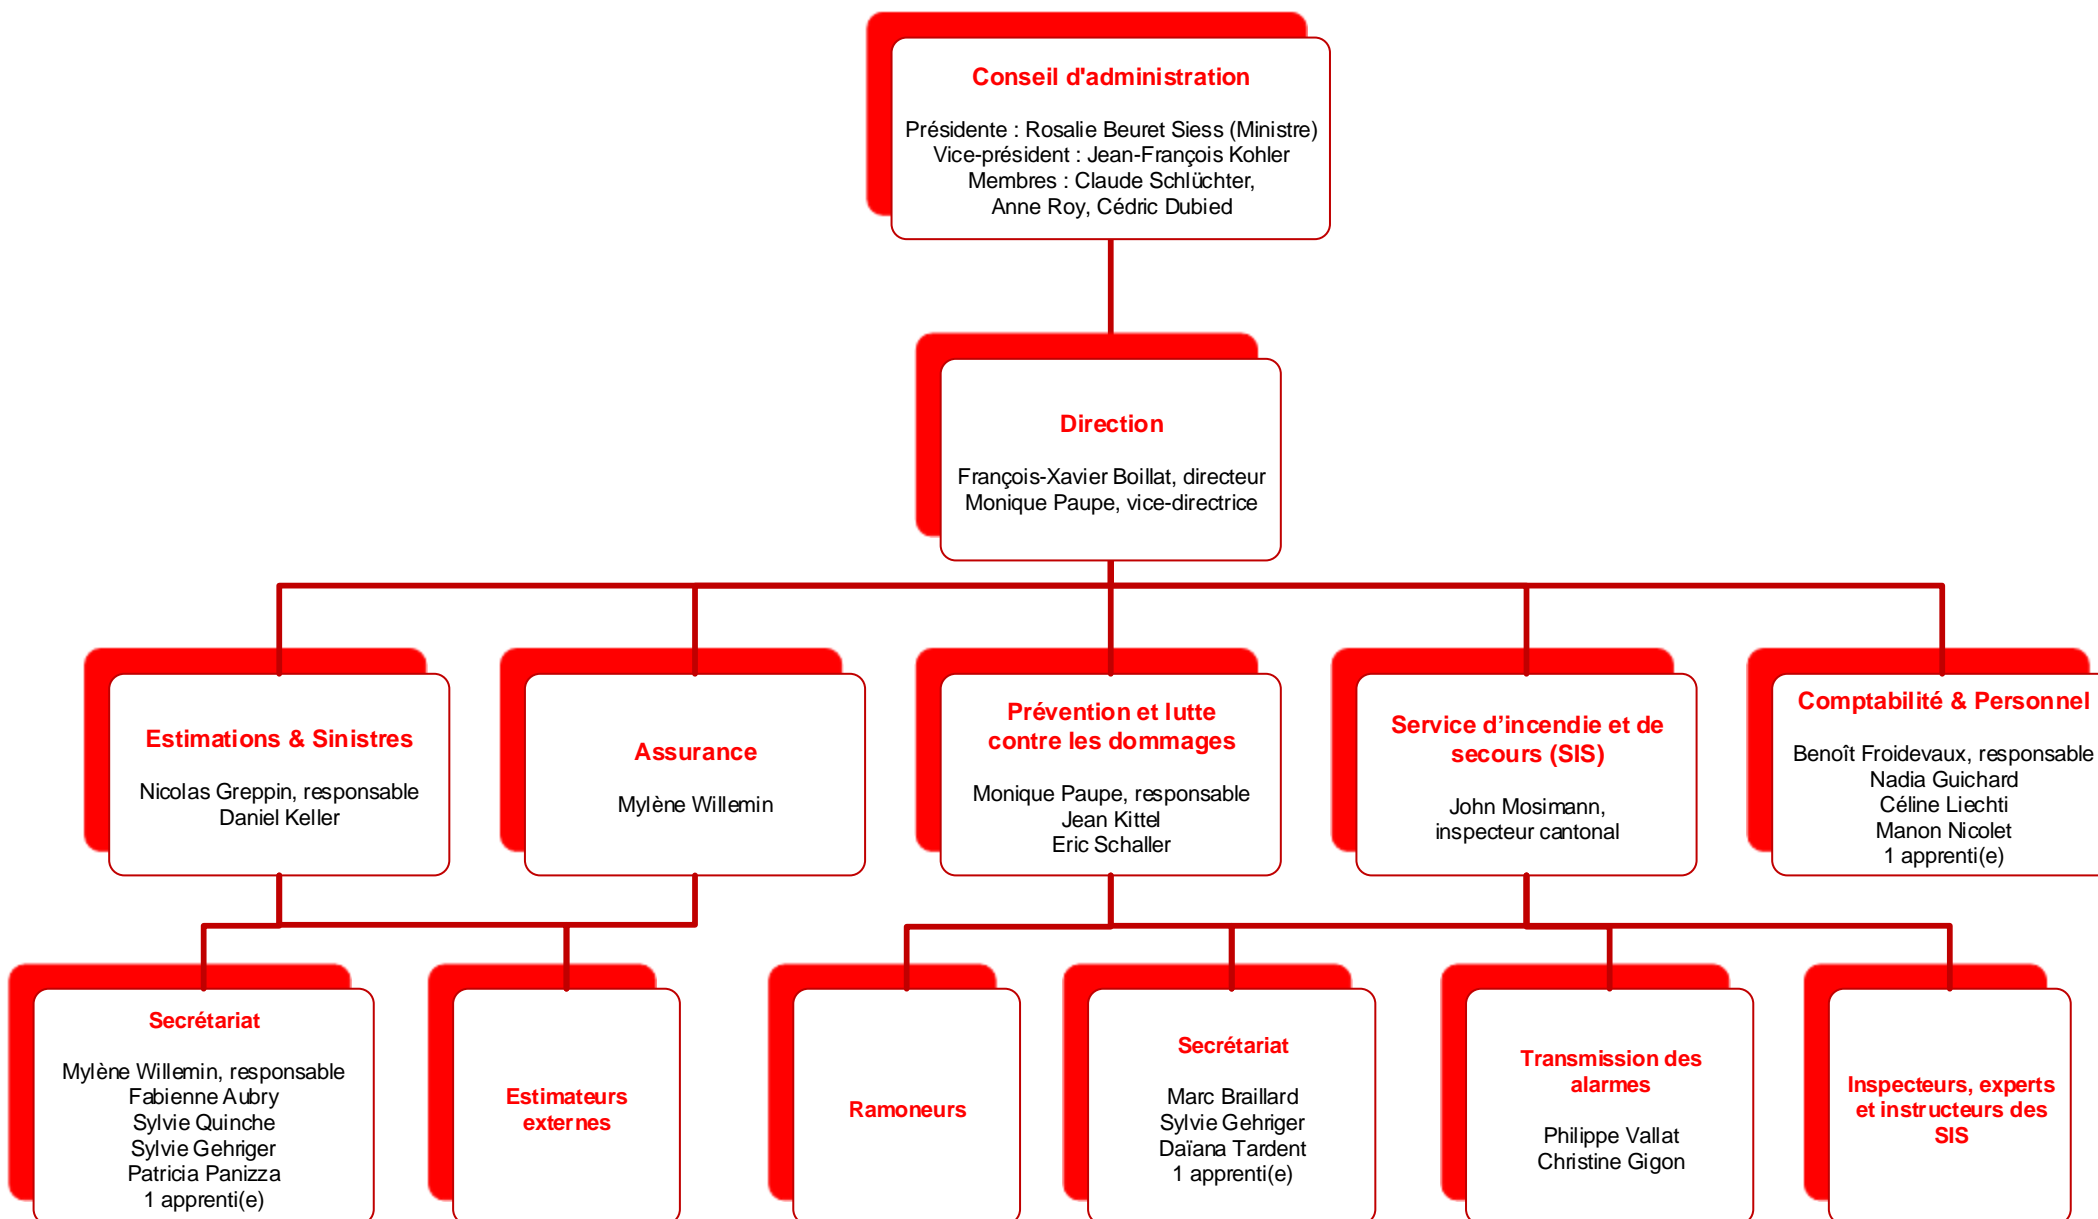 Conseil d'administration
Présidente : Rosalie Beuret Siess (Ministre)
Vice-président : Jean-François Kohler
Membres : Claude Schlüchter,
Anne Roy, Cédric Dubied
Direction
François-Xavier Boillat, directeur
Monique Paupe, vice-directrice
Estimations & Sinistres
Nicolas Greppin, responsable
Daniel Keller
Assurance
Mylène Willemin
Prévention et lutte
contre les dommages
Monique Paupe, responsable
Jean Kittel
Eric Schaller
Service d’incendie et de
secours (SIS)
John Mosimann,
inspecteur cantonal
Comptabilité & Personnel
Benoît Froidevaux, responsable
Nadia Guichard
Céline Liechti
Manon Nicolet
1 apprenti(e)
Secrétariat
Mylène Willemin, responsable
Fabienne Aubry
Sylvie Quinche
Sylvie Gehriger
Patricia Panizza
1 apprenti(e)
Estimateurs
externes
Ramoneurs
Secrétariat
Marc Braillard
Sylvie Gehriger
Daïana Tardent
1 apprenti(e)
Transmission des
alarmes
Philippe Vallat
Christine Gigon
Inspecteurs, experts
et instructeurs des
SIS